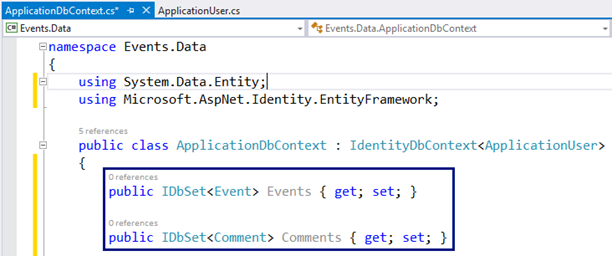 ApplicationDbContext.cs* ApplicationUser.cs
Events.Data Events.Data.ApplicationDbContext
namespace Events.Data
{
using System.Data.Entity;
using Microsoft.AspNet.Identity.EntityFramework;
5 references
public class ApplicationDbContext : IdentityDbContext<ApplicationUser>
{
0 references
public IDbSet<Event> Events { get; set; }
0 references
public IDbSet<Comment> Comments { get; set; }